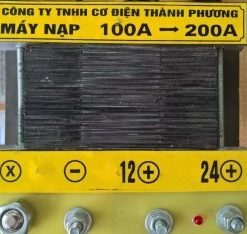 CÔNG TY TNHH CƠ ĐIỆN THÀNH PHƯƠNG
MÁY NẠP 100A → 200A
Ⓧ ⊖ 12⊕ 24⊕